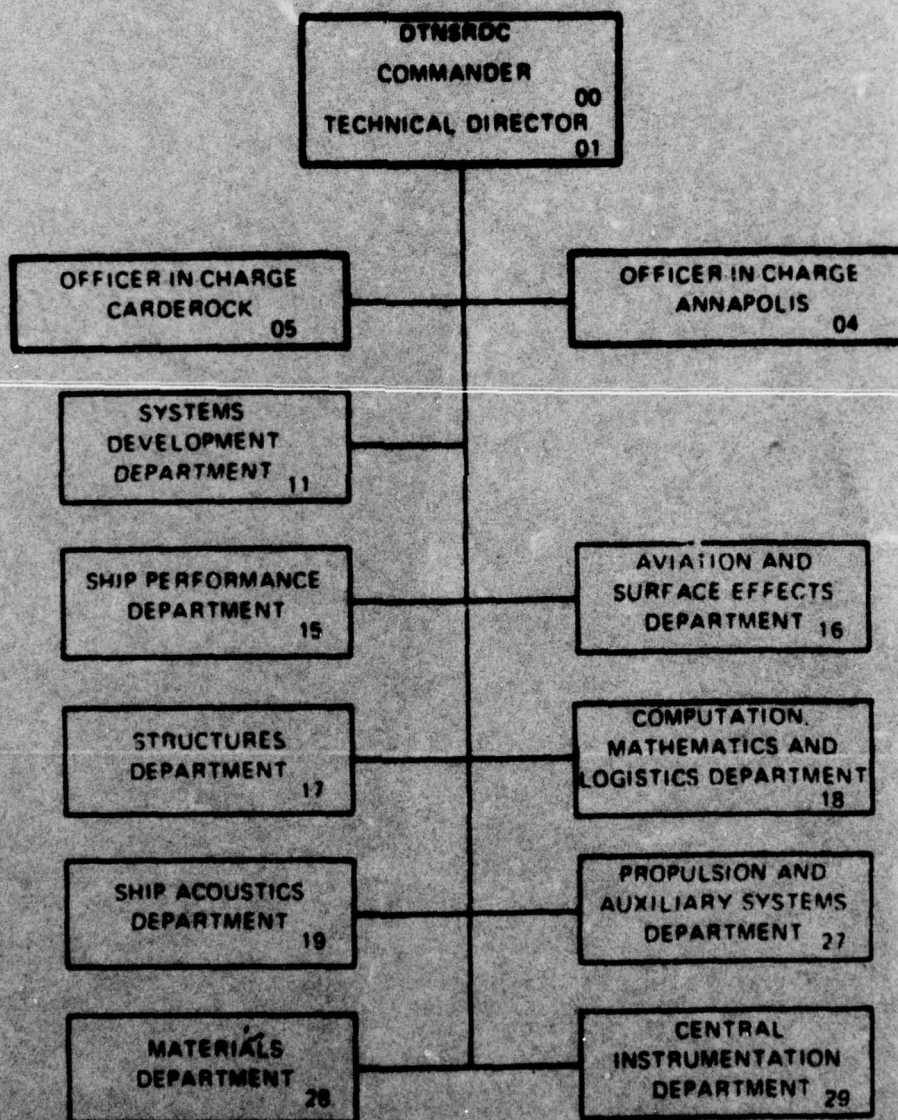 DTNSRDC
COMMANDER
00
TECHNICAL DIRECTOR
01
OFFICER IN CHARGE
CARDEROCK
05
OFFICER IN CHARGE
ANNAPOLIS
04
SYSTEMS
DEVELOPMENT
DEPARTMENT 11
SHIP PERFORMANCE
DEPARTMENT
15
AVIATION AND
SURFACE EFFECTS
DEPARTMENT 16
STRUCTURES
DEPARTMENT
17
COMPUTATION,
MATHEMATICS AND
LOGISTICS DEPARTMENT
18
SHIP ACOUSTICS
DEPARTMENT
19
PROPULSION AND
AUXILIARY SYSTEMS
DEPARTMENT 27
MATERIALS
DEPARTMENT
28
CENTRAL
INSTRUMENTATION
DEPARTMENT 29